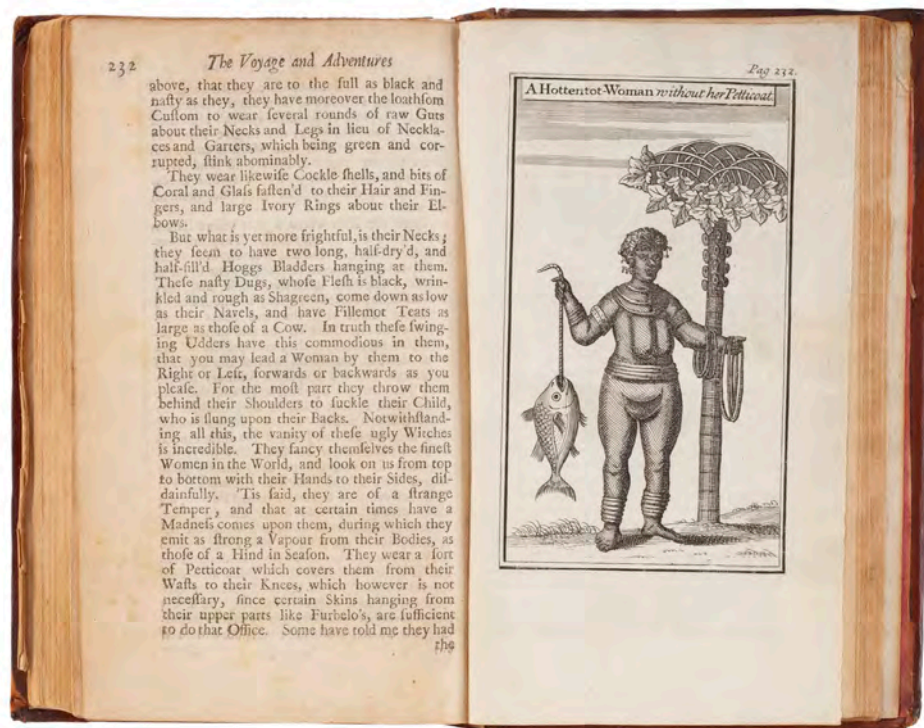 232 The Voyage and Adventures
above, that they are to the full as black and
naſty as they, they have moreover the loathſom
Cuſtom to wear ſeveral rounds of raw Guts
about their Necks and Legs in lieu of Neckla-
ces and Garters, which being green and cor-
rupted, ſtink abominably.
They wear likewiſe Cockle ſhells, and bits of
Coral and Glaſs faſten'd to their Hair and Fin-
gers, and large Ivory Rings about their El-
bows.
But what is yet more frightful, is their Necks;
they ſeem to have two long, half-dry'd, and
half-fill'd Hoggs Bladders hanging at them.
Theſe naſty Dugs, whoſe Fleſh is black, wrin-
kled and rough as Shagreen, come down as low
as their Navels, and have Fillemot Teats as
large as thoſe of a Cow. In truth theſe ſwing-
ing Udders have this commodious in them,
that you may lead a Woman by them to the
Right or Left, forwards or backwards as you
pleaſe. For the moſt part they throw them
behind their Shoulders to ſuckle their Child,
who is ſlung upon their Backs. Notwithſtand-
ing all this, the vanity of theſe ugly Witches
is incredible. They fancy themſelves the fineſt
Women in the World, and look on us from top
to bottom with their Hands to their Sides, diſ-
dainfully. 'Tis ſaid, they are of a ſtrange
Temper, and that at certain times have a
Madneſs comes upon them, during which they
emit as ſtrong a Vapour from their Bodies, as
thoſe of a Hind in Seaſon. They wear a ſort
of Petticoat which covers them from their
Waſts to their Knees, which however is not
neceſſary, ſince certain Skins hanging from
their upper parts like Furbelo's, are ſufficient
to do that Office. Some have told me they had
the
Pag 232.
A Hottentot-Woman without her Petticoat.